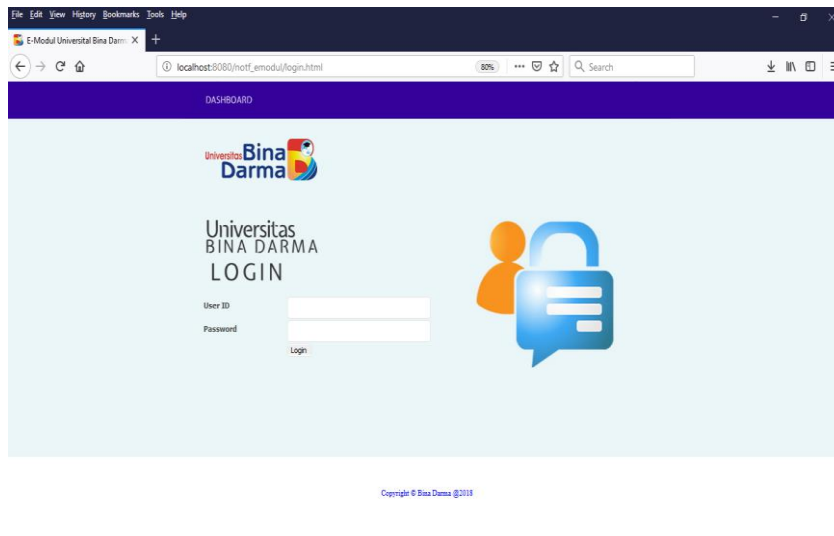 File Edit View History Bookmarks Tools Help
E-Modul Universital Bina Darm
localhost:8080/notf_emodul/login.html
80%
Search
DASHBOARD
Universitas Bina
Darma
Universitas
BINA DARMA
LOGIN
User ID
Password
Login
Copyright © Bina Darma @2018